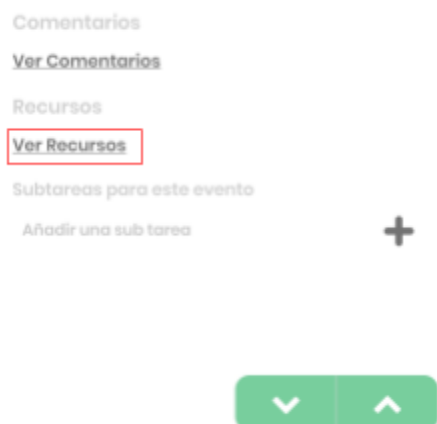 Comentarios
Ver Comentarios
Recursos
Ver Recursos
Subtareas para este evento
Añadir una sub tarea